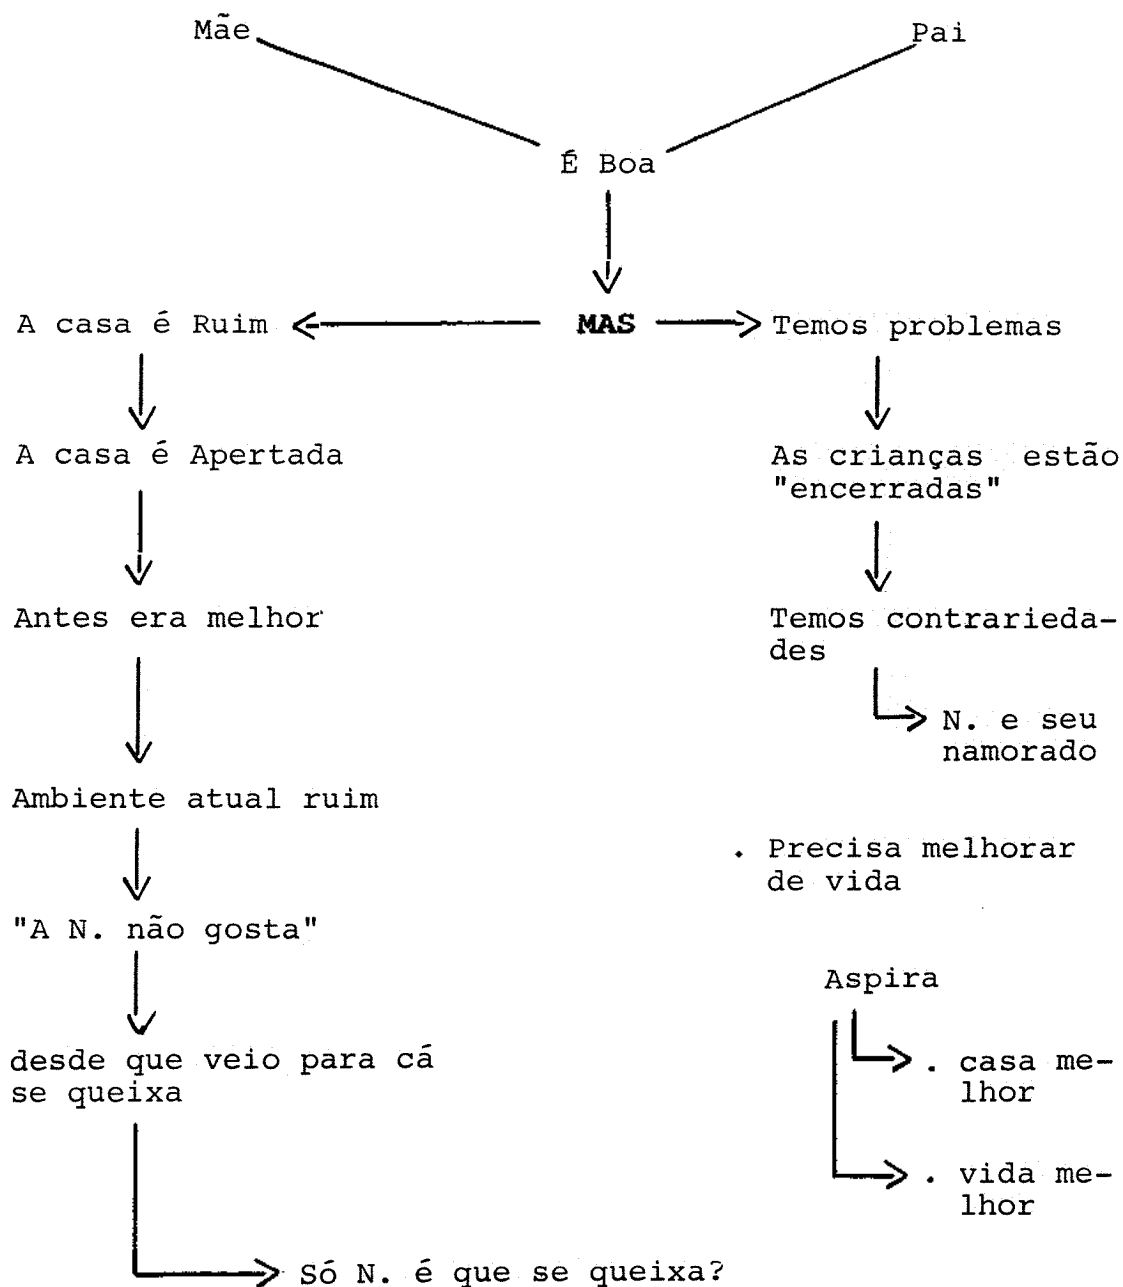 Mãe
Pai
É Boa
A casa é Ruim
MAS
Temos problemas
A casa é Apertada
As crianças estão
"encerradas"
Antes era melhor
Temos contrarieda-
des
N. e seu
namorado
Ambiente atual ruim
. Precisa melhorar
de vida
"A N. não gosta"
Aspira
desde que veio para cá
se queixa
. casa me-
lhor
. vida me-
lhor
Só N. é que se queixa?